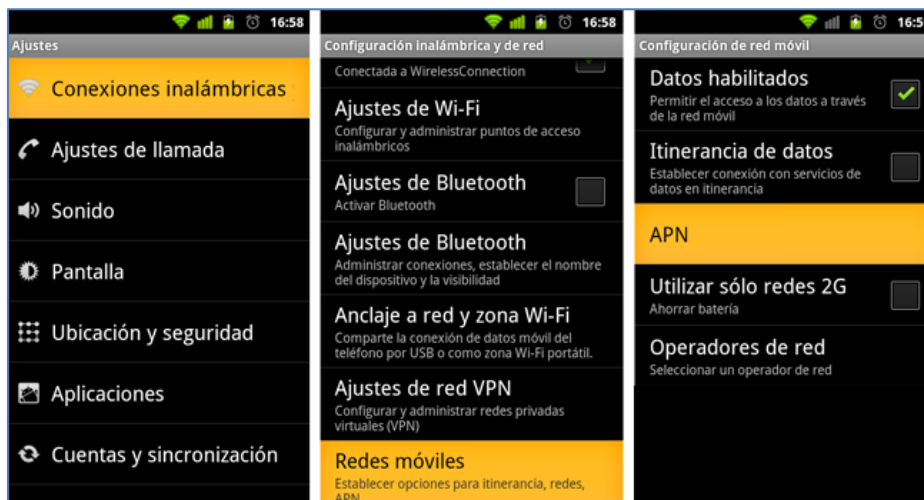 16:58
Ajustes
Conexiones inalámbricas
Ajustes de llamada
Sonido
Pantalla
Ubicación y seguridad
Aplicaciones
Cuentas y sincronización
16:58
Configuración inalámbrica y de red
Conectada a WirelessConnection
Ajustes de Wi-Fi
Configurar y administrar puntos de acceso
inalámbricos
Ajustes de Bluetooth
Activar Bluetooth
Ajustes de Bluetooth
Administrar conexiones, establecer el nombre
del dispositivo y la visibilidad
Anclaje a red y zona Wi-Fi
Comparte la conexión de datos móvil del
teléfono por USB o como zona Wi-Fi portátil.
Ajustes de red VPN
Configurar y administrar redes privadas
virtuales (VPN)
Redes móviles
Establecer opciones para itinerancia, redes,
APN
Configuración de red móvil
Datos habilitados
Permitir el acceso a los datos a través
de la red móvil
Itinerancia de datos
Establecer conexión con servicios de
datos en itinerancia
APN
Utilizar sólo redes 2G
Ahorrar batería
Operadores de red
Seleccionar un operador de red